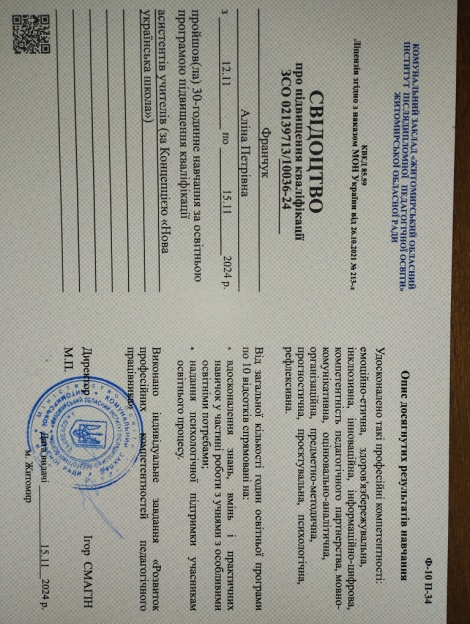 КОМУНАЛЬНИЙ ЗАКЛАД «ЖИТОМИРСЬКИЙ ОБЛАСНИЙ
ІНСТИТУТ ПІСЛЯДИПЛОМНОЇ ПЕДАГОГІЧНОЇ ОСВІТИ»
ЖИТОМИРСЬКОЇ ОБЛАСНОЇ РАДИ
КВЕД 85.59
Ліцензія згідно з наказом МОН України від 26.10.2021 № 213-л
СВІДОЦТВО
про підвищення кваліфікації
ЗСО 02139713/10036-24
Франчук
Аліна Петрівна
з 12.11 по 15.11 2024 р.
пройшов(ла) 30-годинне навчання за освітньою
програмою підвищення кваліфікації
асистентів учителів (за Концепцією «Нова
українська школа»)
Ф-10 П-34
Опис досягнутих результатів навчання
Удосконалено такі професійні компетентності:
емоційно-етична, здоров'язбережувальна,
інклюзивна, інноваційна, інформаційно-цифрова,
компетентність педагогічного партнерства, мовно-
комунікативна, оцінювально-аналітична,
організаційна, предметно-методична,
прогностична, проєктувальна, психологічна,
рефлексивна.
Від загальної кількості годин освітньої програми
по 10 відсотків спрямовані на:
• вдосконалення знань, вмінь і практичних
навичок у частині роботи з учнями з особливими
освітніми потребами;
• надання психологічної підтримки учасникам
освітнього процесу.
Виконано індивідуальне завдання «Розвиток
професійних компетентностей педагогічного
працівника»
Директор Ігор СМАГІН
М.П.
Дата видачі 15.11 2024 р.
м. Житомир